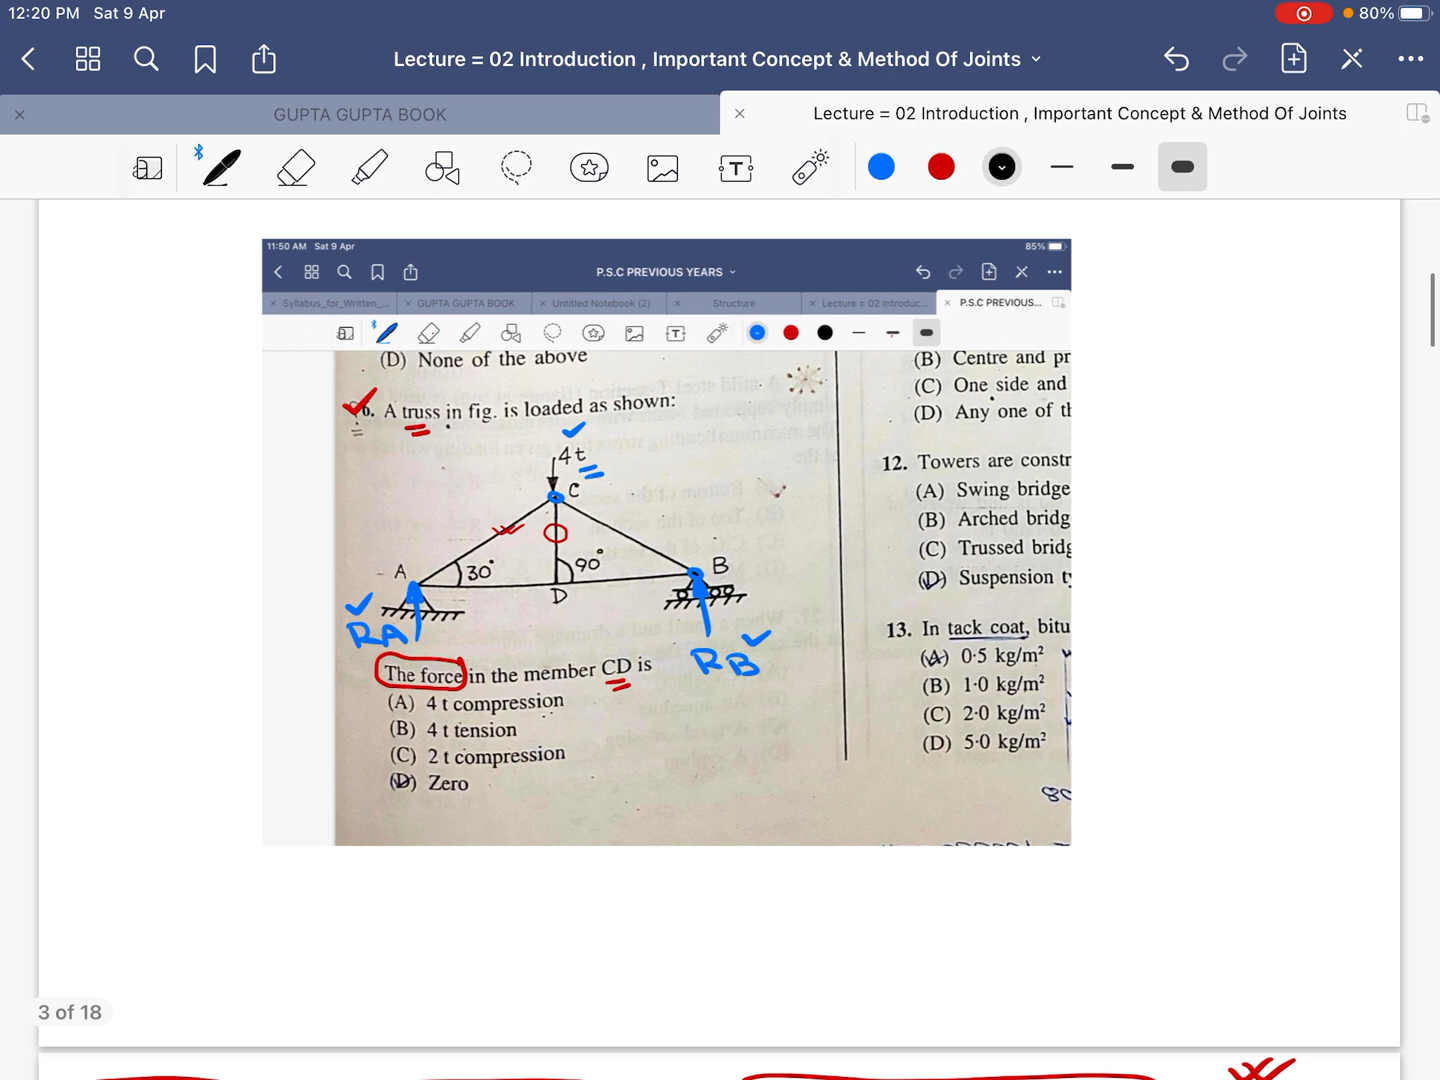 12:20 PM Sat 9 Apr
80%
Lecture = 02 Introduction , Important Concept & Method Of Joints
GUPTA GUPTA BOOK
Lecture = 02 Introduction , Important Concept & Method Of Joints
11:50 AM Sat 9 Apr
85%
P.S.C PREVIOUS YEARS
Syllabus_for_Written_...
GUPTA GUPTA BOOK
Untitled Notebook (2)
Structure
Lecture = 02 Introduc...
P.S.C PREVIOUS...
(D) None of the above
6. A truss in fig. is loaded as shown:
4t
C
A
30°
90°
B
D
RA
RB
The force in the member CD is
(A) 4 t compression
(B) 4 t tension
(C) 2 t compression
(D) Zero
(B) Centre and pr
(C) One side and
(D) Any one of th
12. Towers are constr
(A) Swing bridge
(B) Arched bridg
(C) Trussed bridg
(D) Suspension ty
13. In tack coat, bitu
(A) 0·5 kg/m²
(B) 1·0 kg/m²
(C) 2·0 kg/m²
(D) 5·0 kg/m²
3 of 18